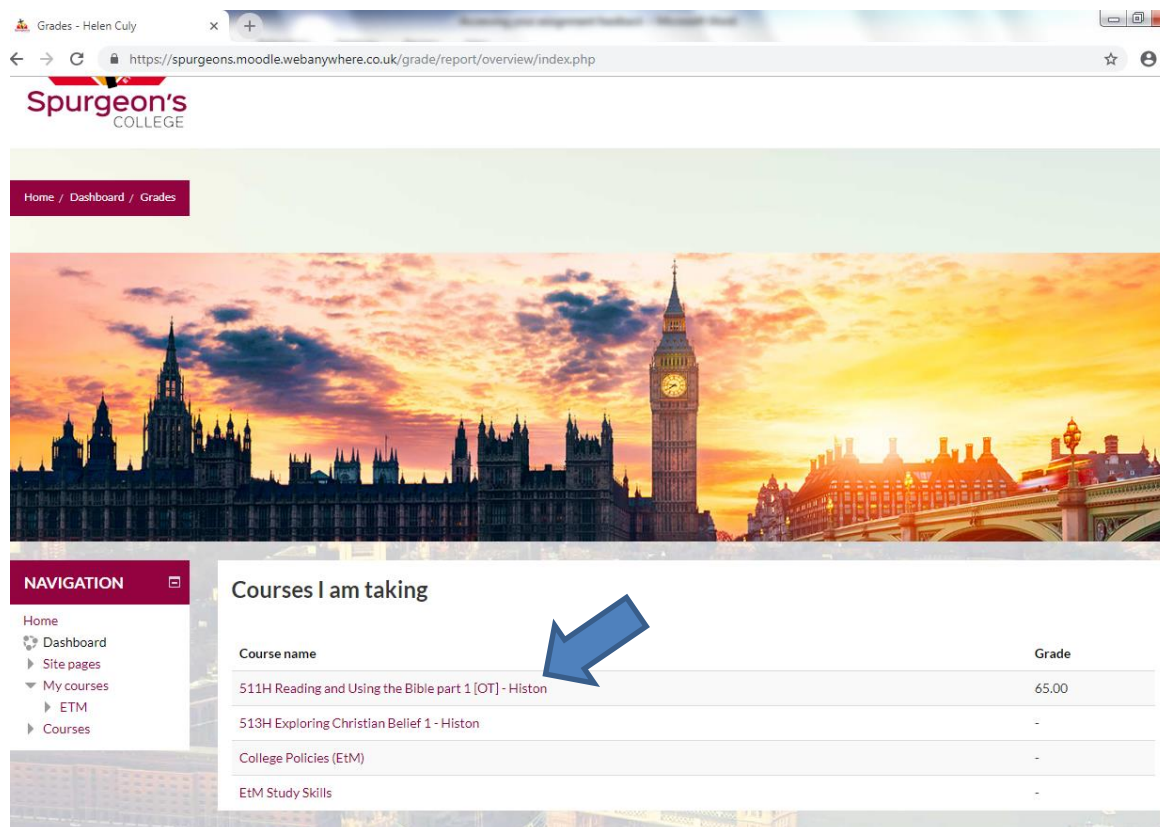 Grades - Helen Culy
https://spurgeons.moodle.webanywhere.co.uk/grade/report/overview/index.php
Spurgeon's
COLLEGE
Home / Dashboard / Grades
NAVIGATION
Home
Dashboard
Site pages
My courses
ETM
Courses
Courses I am taking
Course name Grade
511H Reading and Using the Bible part 1 [OT] - Histon 65.00
513H Exploring Christian Belief 1 - Histon -
College Policies (EtM) -
EtM Study Skills -